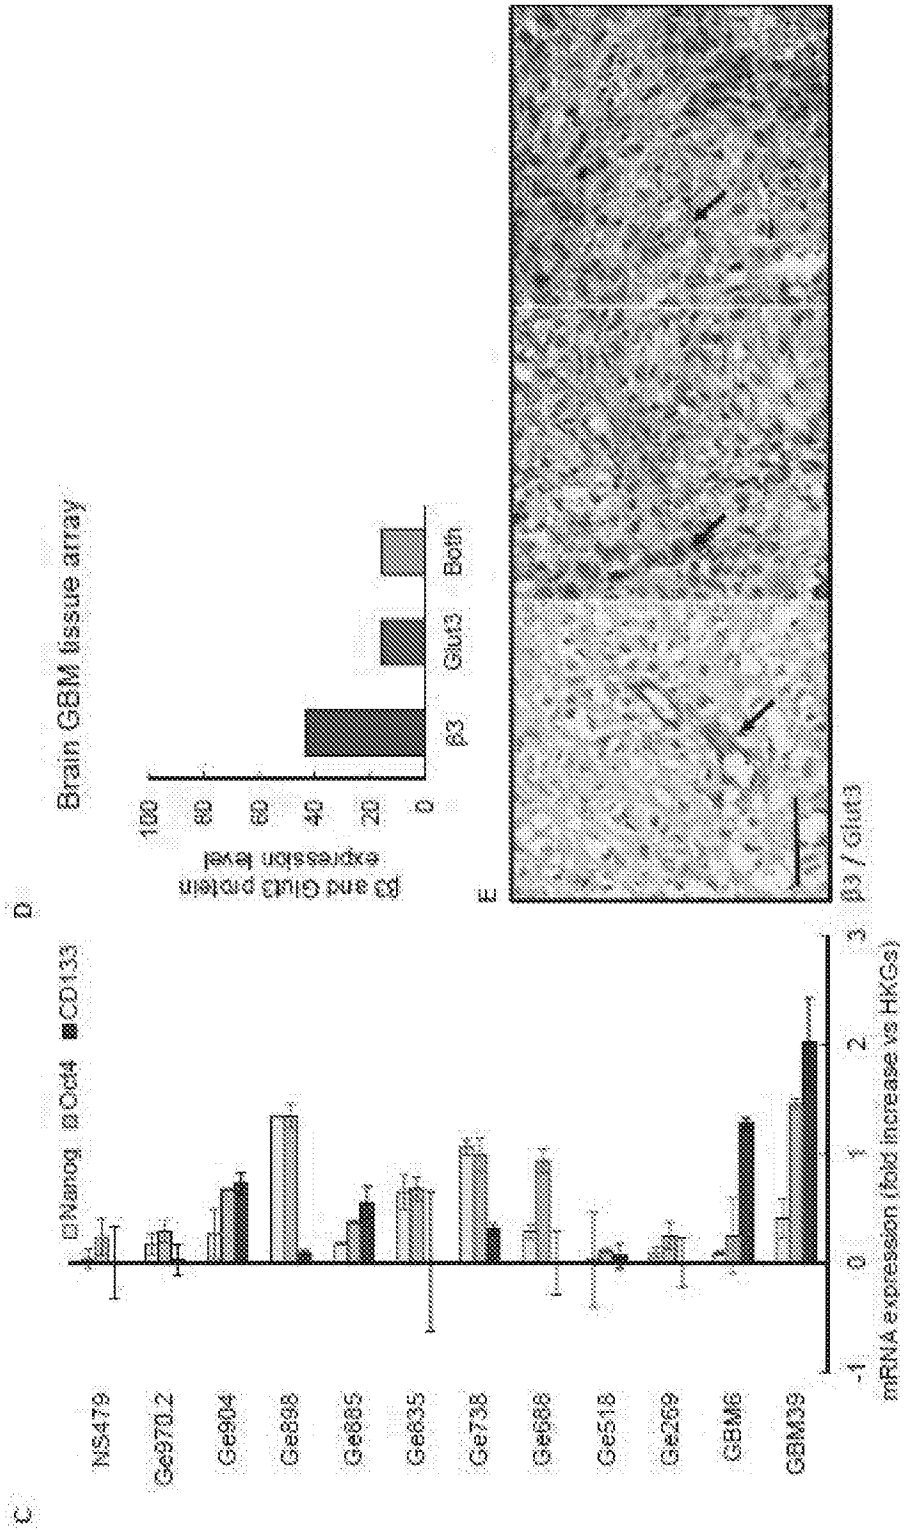 C
Nanog Oct4 CD133
NS479
Ge970.2
Ge904
Ge898
Ge885
Ge835
Ge738
Ge688
Ge518
Ge269
GBM6
GBM39
-1 0 1 2 3
mRNA expression (fold increase vs HKGs)
D
Brain GBM tissue array
β3 and Glut3 protein
expression level
100
80
60
40
20
0
β3 Glut3 Both
E
β3 / Glut3